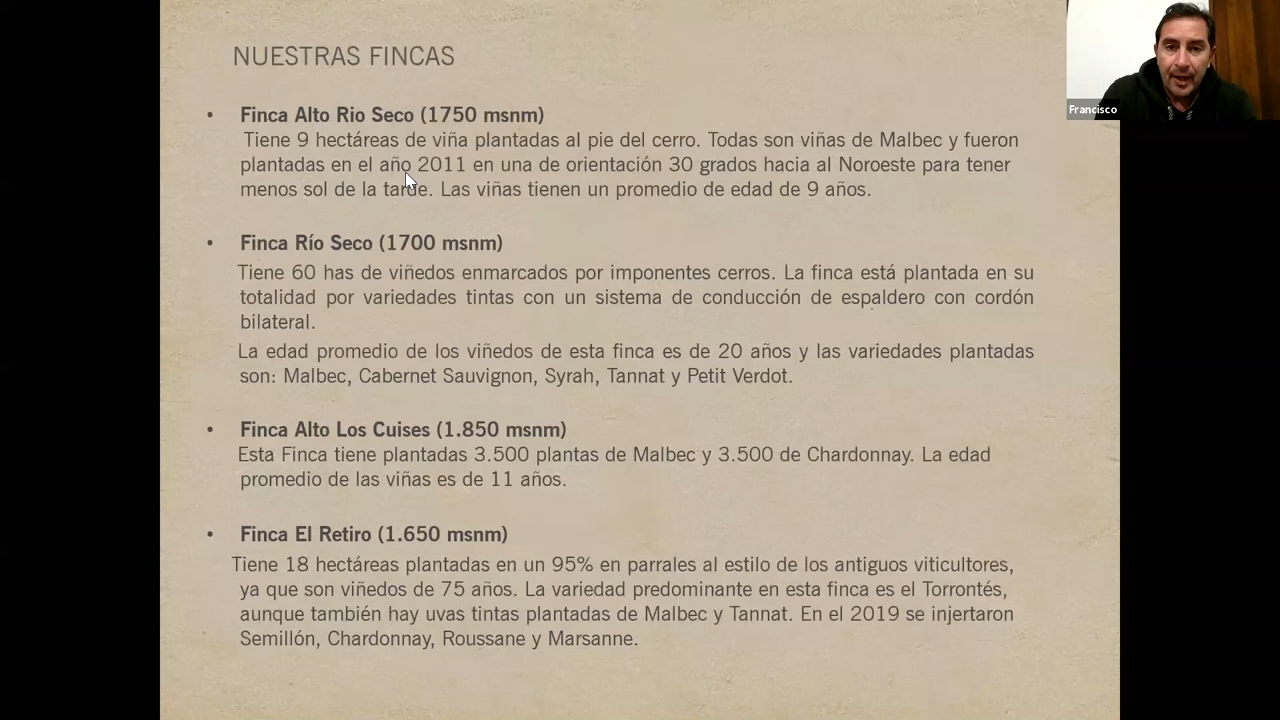 NUESTRAS FINCAS
Francisco
• Finca Alto Rio Seco (1750 msnm)
Tiene 9 hectáreas de viña plantadas al pie del cerro. Todas son viñas de Malbec y fueron
plantadas en el año 2011 en una de orientación 30 grados hacia al Noroeste para tener
menos sol de la tarde. Las viñas tienen un promedio de edad de 9 años.
• Finca Río Seco (1700 msnm)
Tiene 60 has de viñedos enmarcados por imponentes cerros. La finca está plantada en su
totalidad por variedades tintas con un sistema de conducción de espaldero con cordón
bilateral.
La edad promedio de los viñedos de esta finca es de 20 años y las variedades plantadas
son: Malbec, Cabernet Sauvignon, Syrah, Tannat y Petit Verdot.
• Finca Alto Los Cuises (1.850 msnm)
Esta Finca tiene plantadas 3.500 plantas de Malbec y 3.500 de Chardonnay. La edad
promedio de las viñas es de 11 años.
• Finca El Retiro (1.650 msnm)
Tiene 18 hectáreas plantadas en un 95% en parrales al estilo de los antiguos viticultores,
ya que son viñedos de 75 años. La variedad predominante en esta finca es el Torrontés,
aunque también hay uvas tintas plantadas de Malbec y Tannat. En el 2019 se injertaron
Semillón, Chardonnay, Roussane y Marsanne.